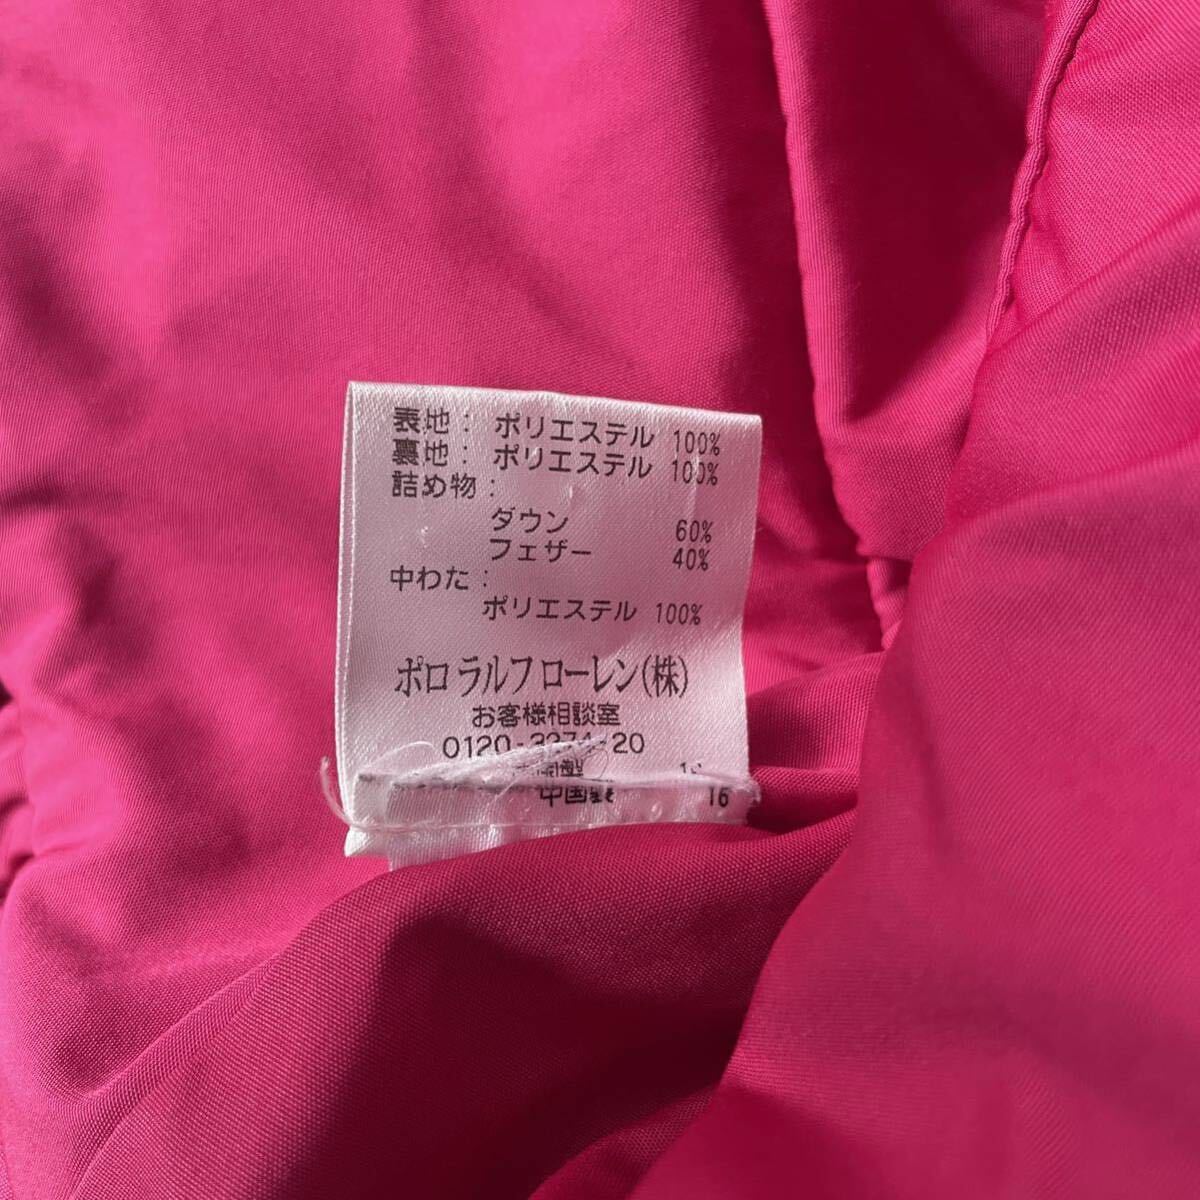 表地： ポリエステル 100%
裏地： ポリエステル 100%
詰め物：
ダウン 60%
フェザー 40%
中わた：
ポリエステル 100%
ポロ ラルフ ローレン(株)
お客様相談室
0120-3274-20
中国製 16